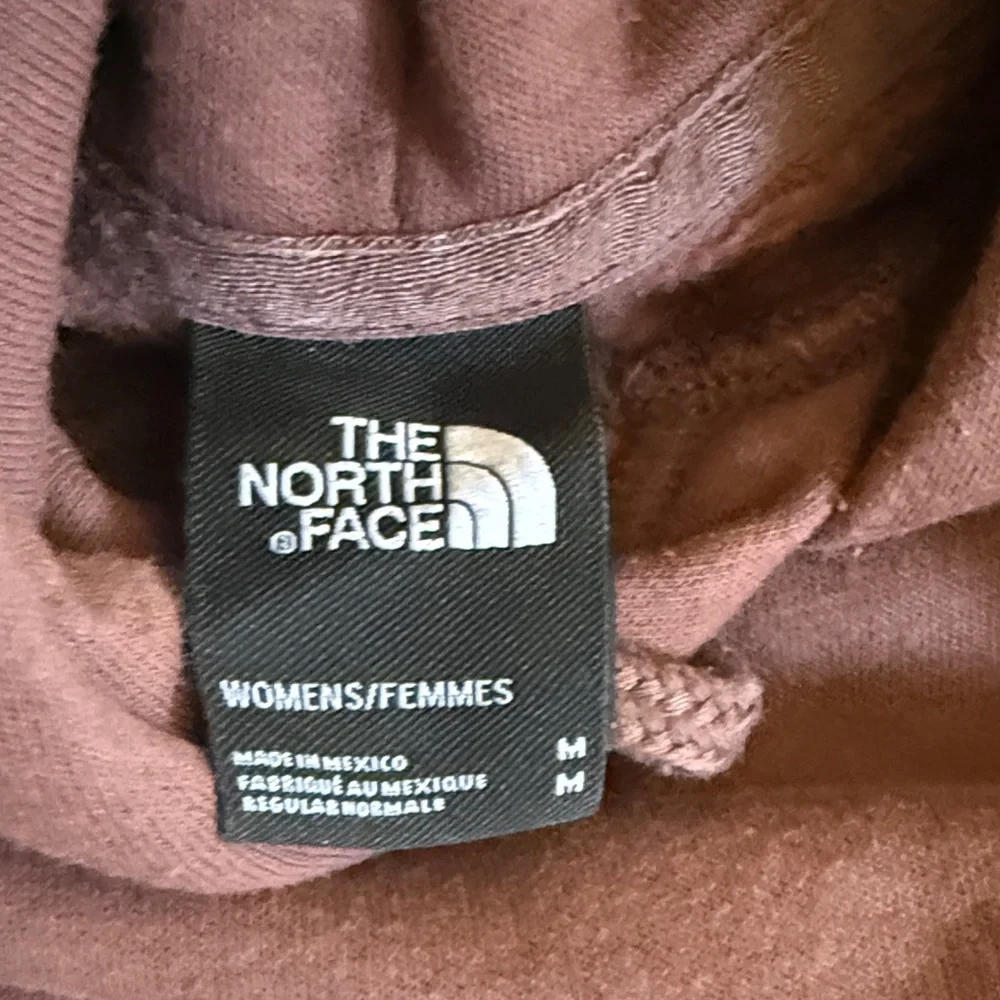 THE
NORTH
®FACE
WOMENS/FEMMES
MADE IN MEXICO M
FABRIQUÉ AU MEXIQUE M
REGULAR NORMALE